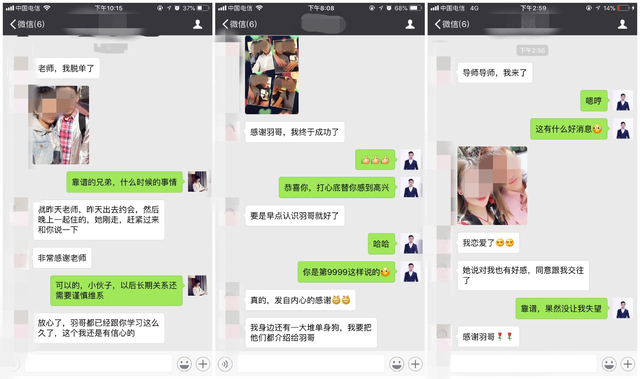 中国电信
下午10:15
37%
微信(6)
老师，我脱单了
靠谱的兄弟，什么时候的事情
战昨天老师，昨天出去约会，然后
晚上一起住的，她刚走，赶紧过来
和你说一下
非常感谢老师
可以的，小伙子，以后长期关系还
需要谨慎维系
放心了，羽哥都已经跟你学习这么
久了，这个我还是有信心的
中国电信
下午8:08
68%
微信(6)
感谢羽哥，我终于成功了
恭喜你，打心底替你感到高兴
要是早点认识羽哥就好了
哈哈
你是第9999这样说的
真的，发自内心的感谢
我身边还有一大堆单身狗，我要把
他们都介绍给羽哥
中国电信 4G
下午2:59
14%
微信(6)
下午2:56
导师导师，我来了
嗯哼
这有什么好消息
我恋爱了
她说对我也有好感，同意跟我交往
了
靠谱，果然没让我失望
感谢羽哥